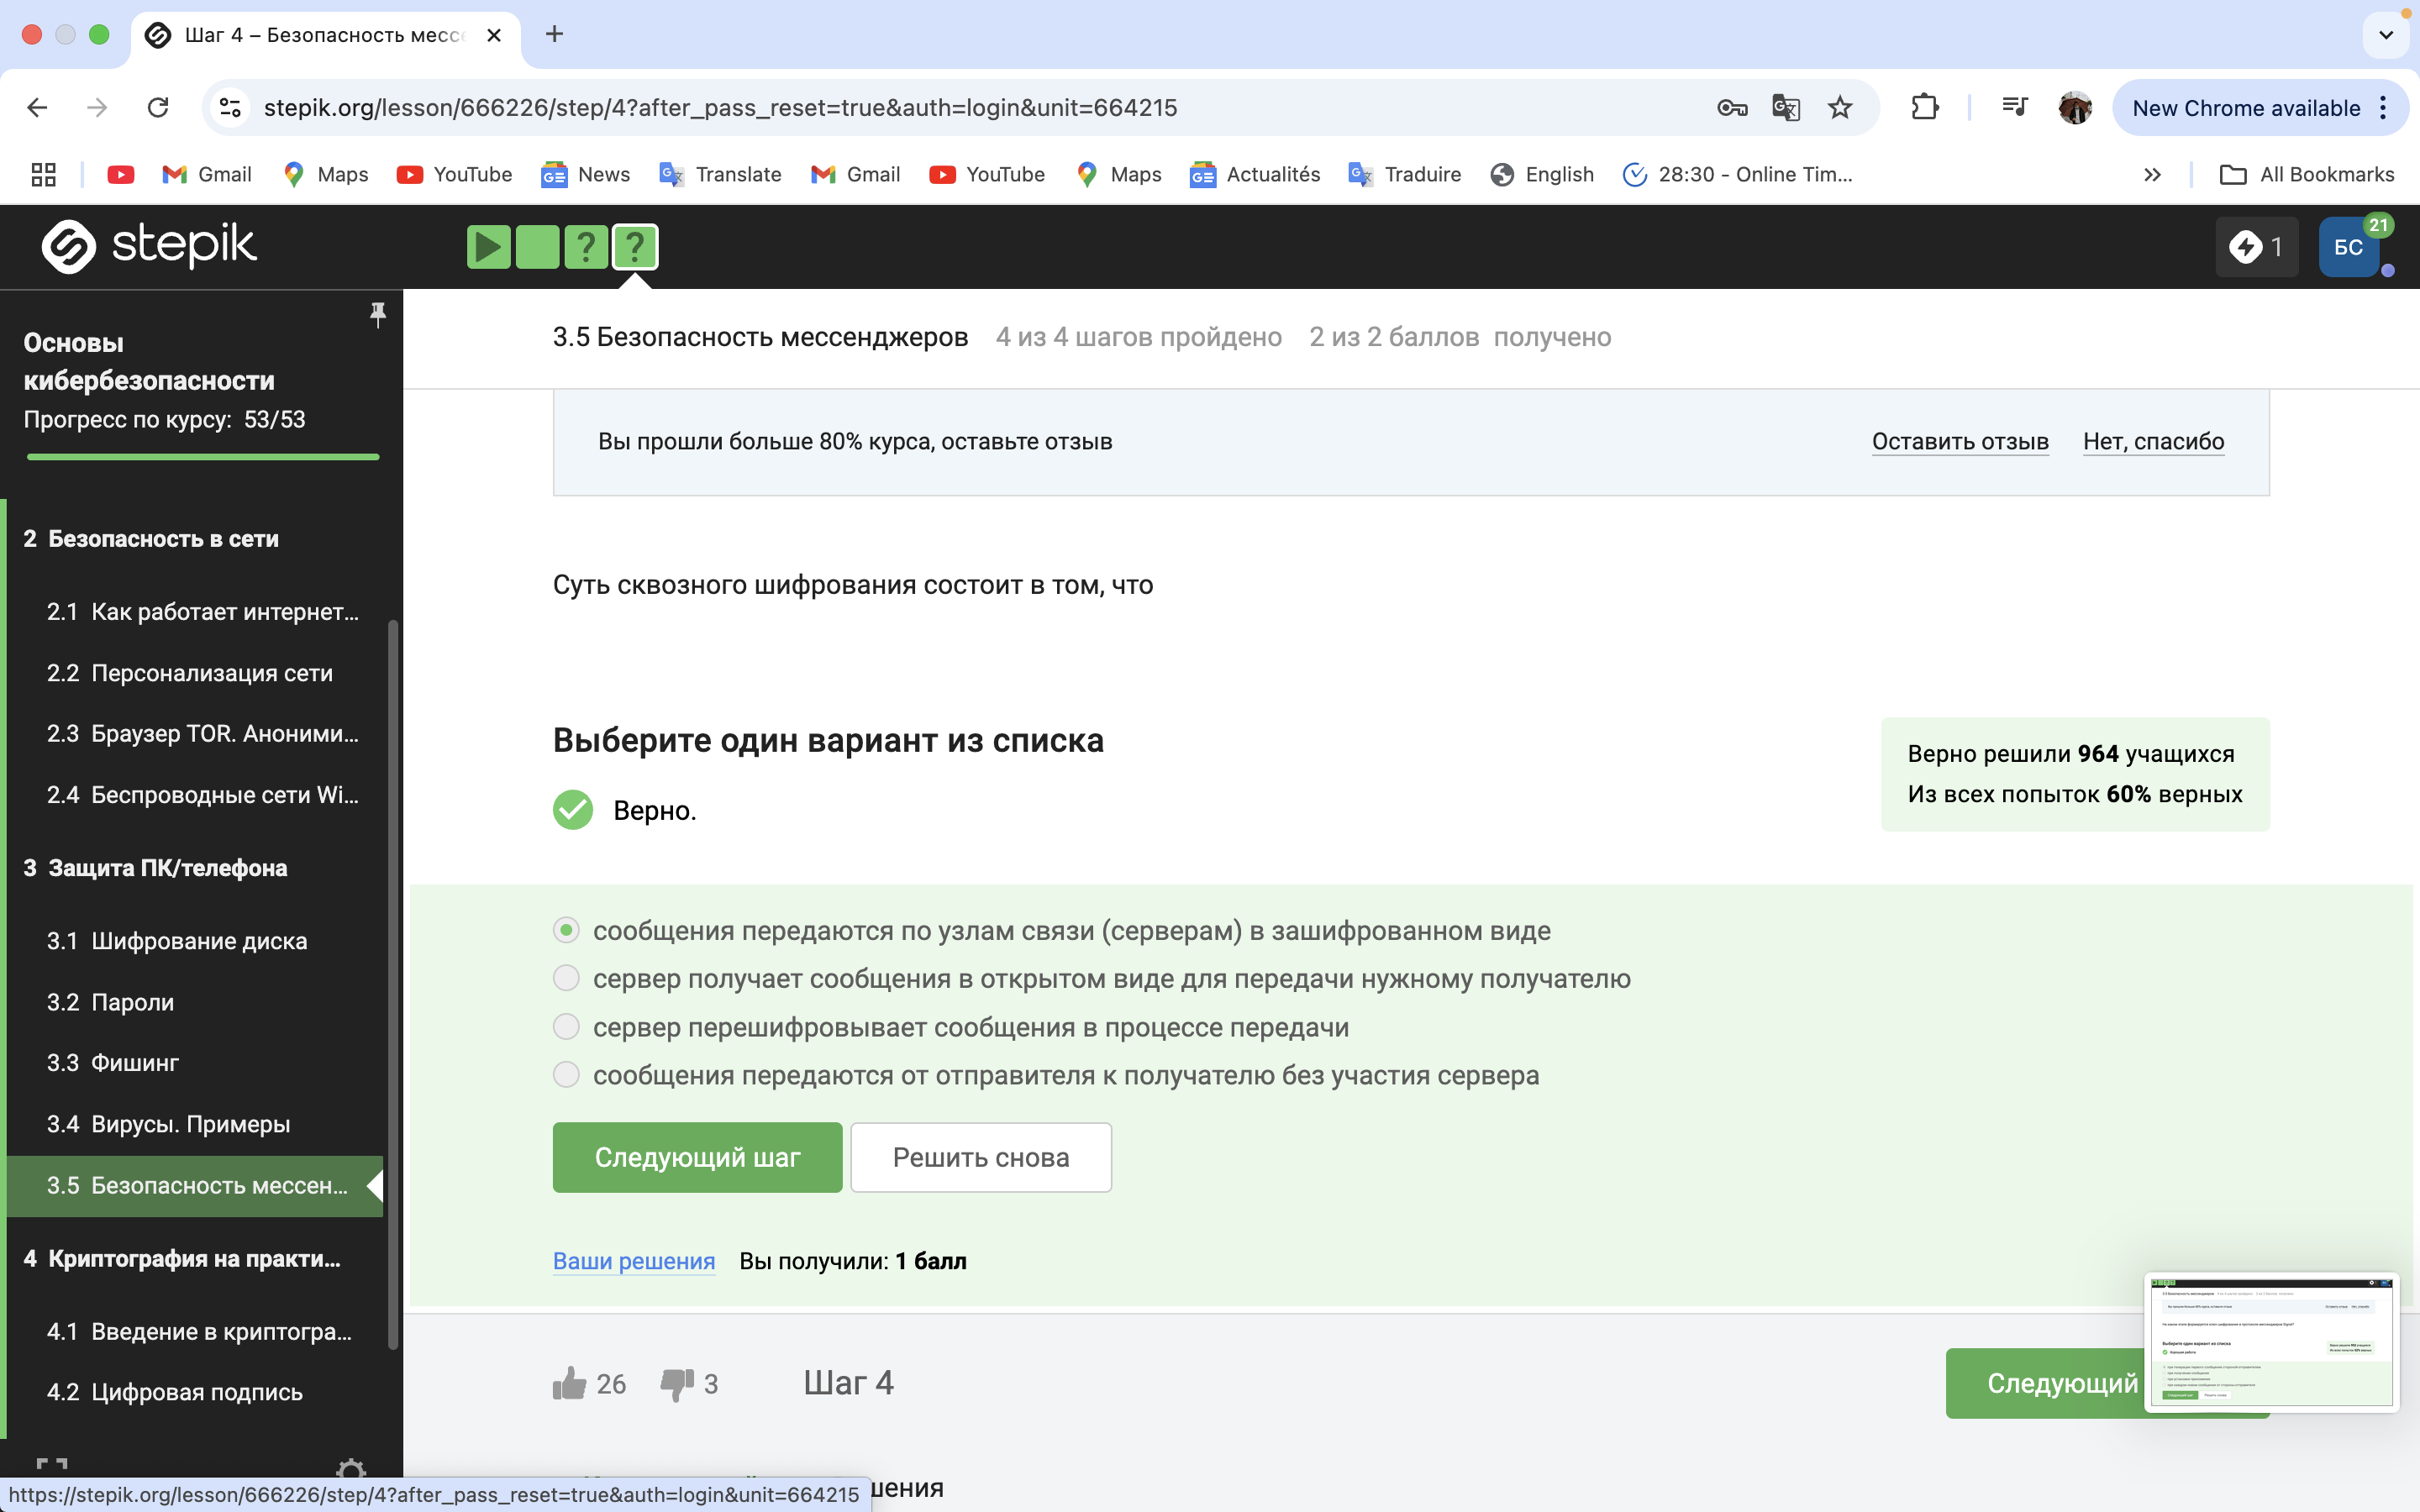 Шаг 4 – Безопасность месс
stepik.org/lesson/666226/step/4?after_pass_reset=true&auth=login&unit=664215
New Chrome available
Gmail
Maps
YouTube
News
Translate
Gmail
YouTube
Maps
Actualités
Traduire
English
28:30 - Online Tim...
All Bookmarks
stepik
1
БС
21
Основы
кибербезопасности
Прогресс по курсу: 53/53
2 Безопасность в сети
2.1 Как работает интернет...
2.2 Персонализация сети
2.3 Браузер TOR. Аноними...
2.4 Беспроводные сети Wi...
3 Защита ПК/телефона
3.1 Шифрование диска
3.2 Пароли
3.3 Фишинг
3.4 Вирусы. Примеры
3.5 Безопасность мессен...
4 Криптография на практи...
4.1 Введение в криптогра...
4.2 Цифровая подпись
3.5 Безопасность мессенджеров 4 из 4 шагов пройдено 2 из 2 баллов получено
Вы прошли больше 80% курса, оставьте отзыв
Оставить отзыв
Нет, спасибо
Суть сквозного шифрования состоит в том, что
Выберите один вариант из списка
Верно.
Верно решили 964 учащихся
Из всех попыток 60% верных
сообщения передаются по узлам связи (серверам) в зашифрованном виде
сервер получает сообщения в открытом виде для передачи нужному получателю
сервер перешифровывает сообщения в процессе передачи
сообщения передаются от отправителя к получателю без участия сервера
Следующий шаг
Решить снова
Ваши решения
Вы получили: 1 балл
26
3
Шаг 4
Следующий
https://stepik.org/lesson/666226/step/4?after_pass_reset=true&auth=login&unit=664215